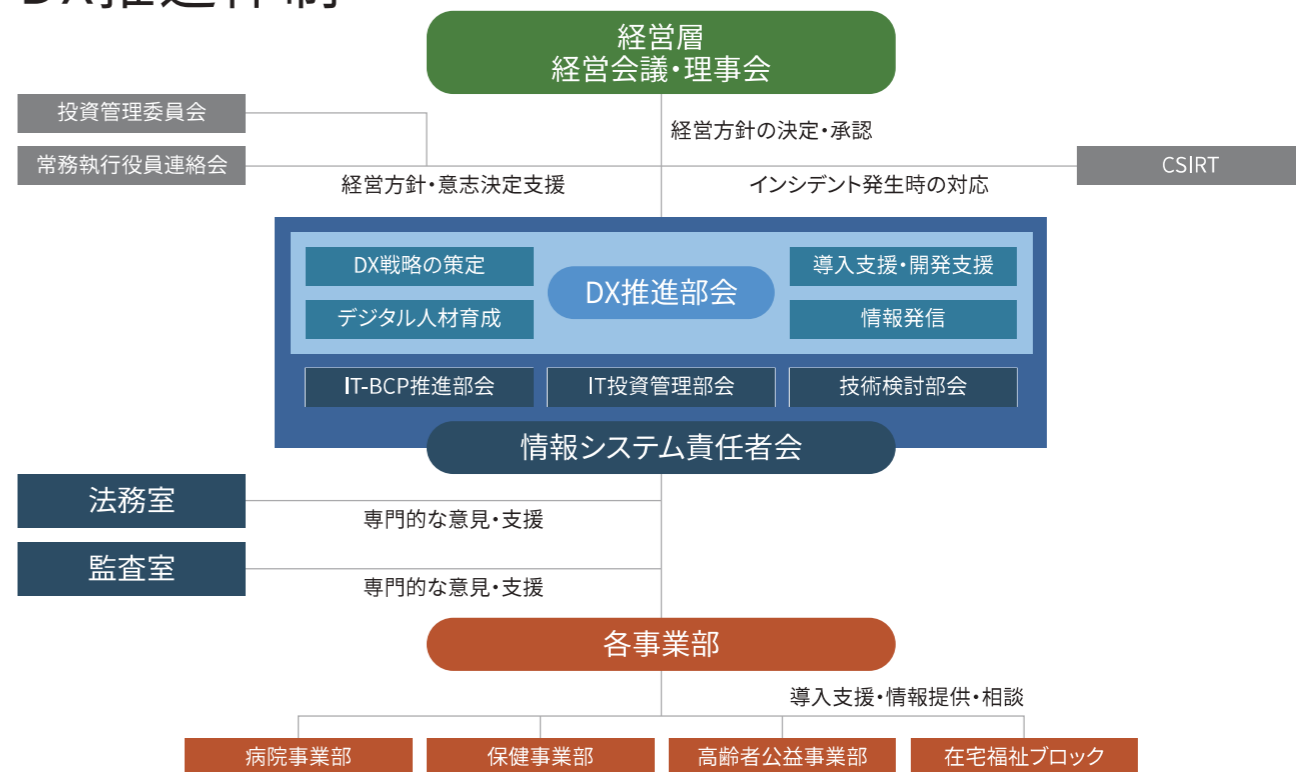 DX推進体制
経営層
経営会議・理事会
投資管理委員会
経営方針の決定・承認
常務執行役員連絡会
CSIRT
経営方針・意志決定支援
インシデント発生時の対応
DX戦略の策定
導入支援・開発支援
DX推進部会
デジタル人材育成
情報発信
IT-BCP推進部会
IT投資管理部会
技術検討部会
情報システム責任者会
法務室
専門的な意見・支援
監査室
専門的な意見・支援
各事業部
導入支援・情報提供・相談
病院事業部
保健事業部
高齢者公益事業部
在宅福祉ブロック